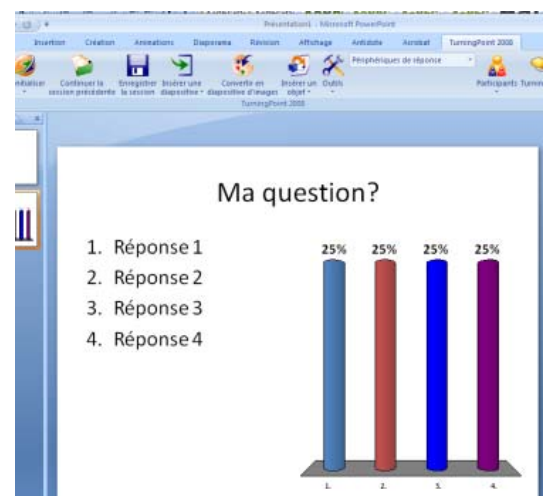 Présentation1 - Microsoft PowerPoint
Insertion Création Animations Diaporama Révision Affichage Antidote Acrobat TurningPoint 2008
Périphériques de réponse
Continuer la session précédente
Enregistrer la session
Insérer une diapositive
Convertir en diapositive d'images
Insérer un objet
Outils
Participants
TurningPoint 2008
Ma question?
1. Réponse 1
2. Réponse 2
3. Réponse 3
4. Réponse 4
25% 25% 25% 25%
1. 2. 3. 4.